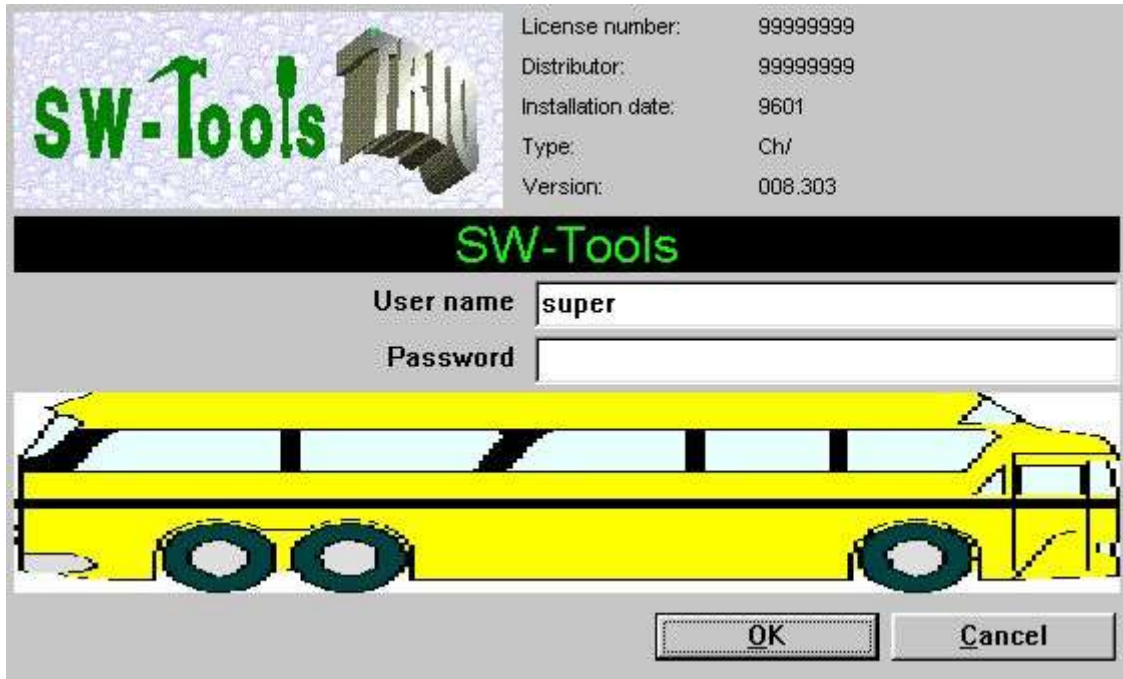 SW-Tools TRIO
License number: 99999999
Distributor: 99999999
Installation date: 9601
Type: Ch/
Version: 008.303
SW-Tools
User name super
Password
OK Cancel